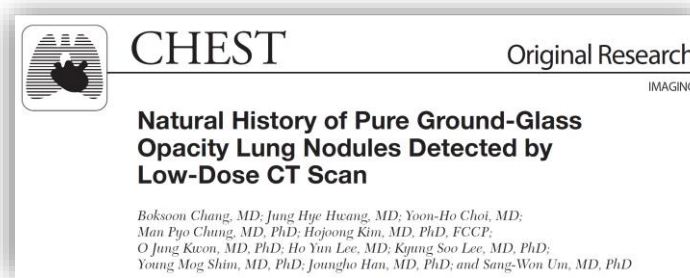 CHEST
Original Research
IMAGING
Natural History of Pure Ground-Glass
Opacity Lung Nodules Detected by
Low-Dose CT Scan
Boksoon Chang, MD; Jung Hye Hwang, MD; Yoon-Ho Choi, MD;
Man Pyo Chung, MD, PhD; Hojoong Kim, MD, PhD, FCCP;
O Jung Kwon, MD, PhD; Ho Yun Lee, MD; Kyung Soo Lee, MD, PhD;
Young Mog Shim, MD, PhD; Joungho Han, MD, PhD; and Sang-Won Um, MD, PhD